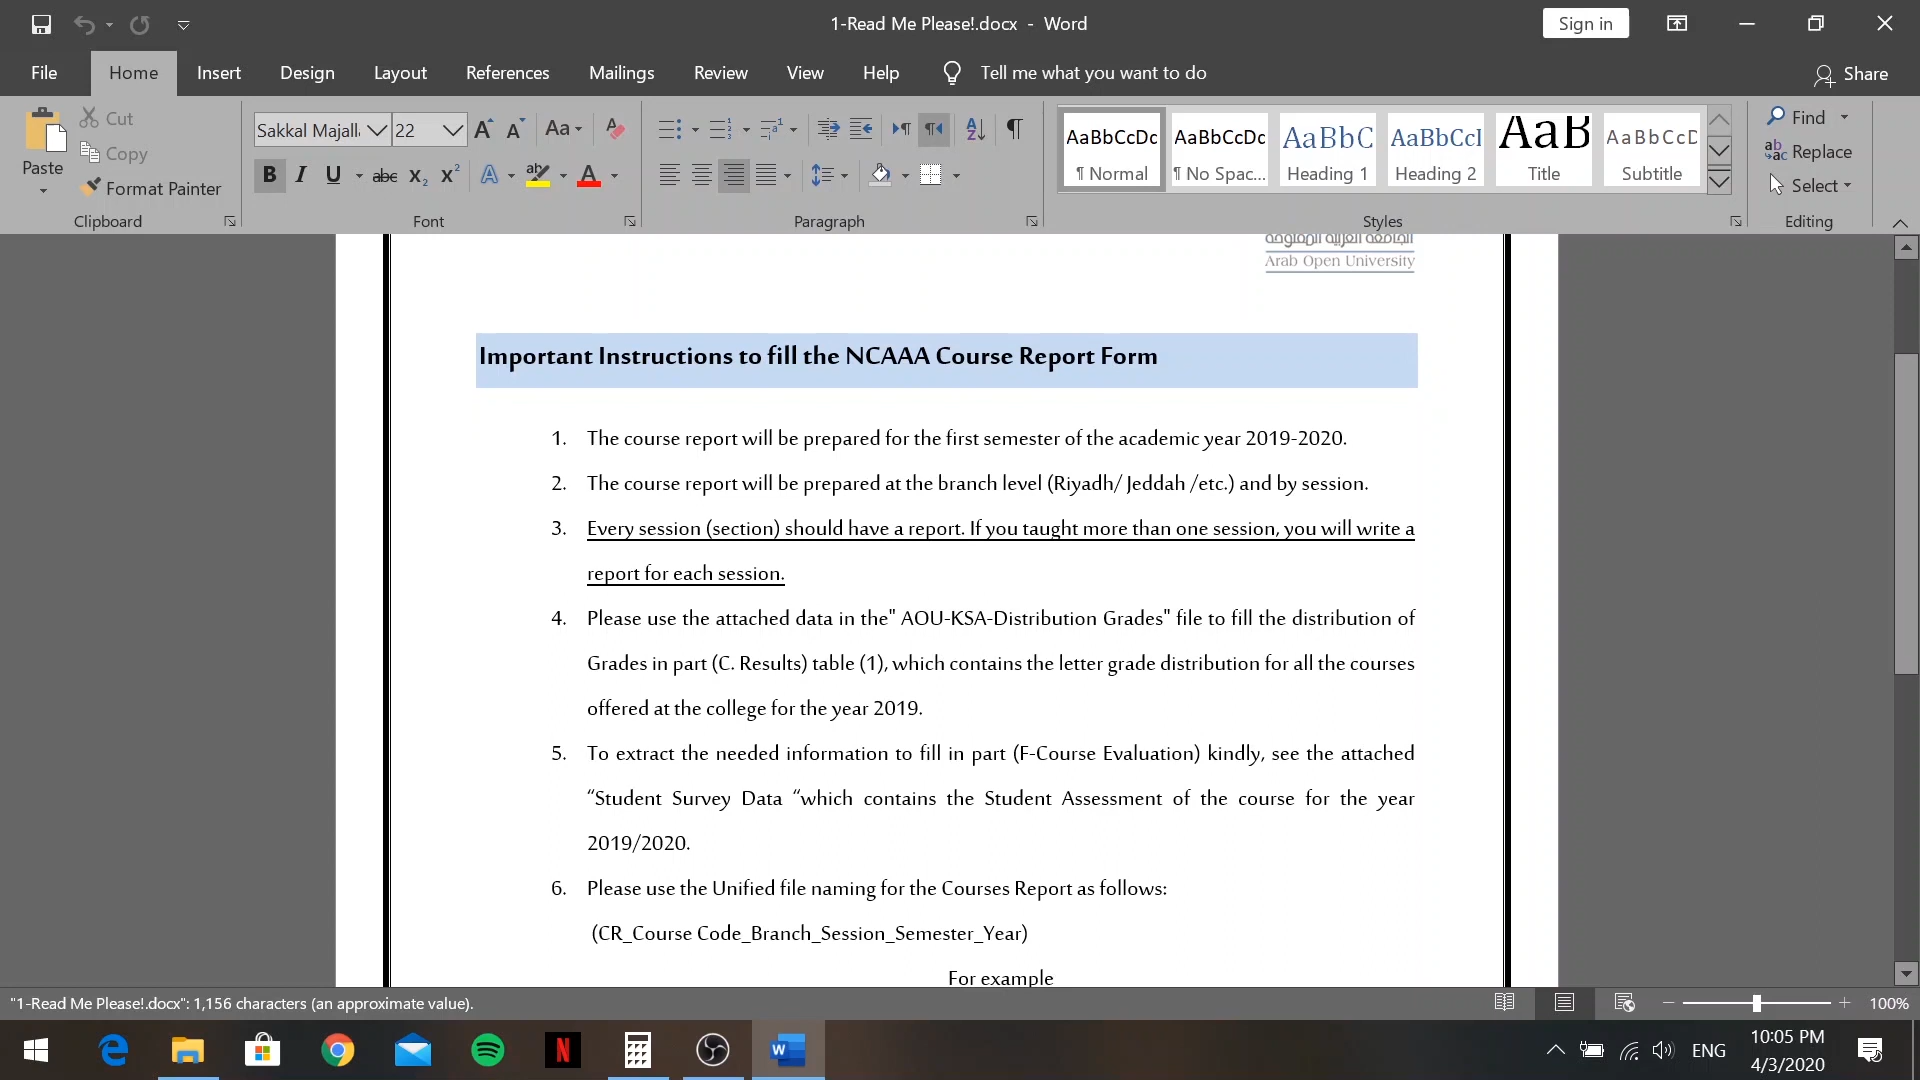 1-Read Me Please!.docx - Word
Sign in
File Home Insert Design Layout References Mailings Review View Help Tell me what you want to do Share
Paste
Cut
Copy
Format Painter
Clipboard
Sakkal Majall 22
Font
Paragraph
AaBbCcDc AaBbCcDc AaBbC AaBbCcI AaB AaBbCcD
¶ Normal ¶ No Spac... Heading 1 Heading 2 Title Subtitle
Styles
Find
Replace
Select
Editing
الجامعة العربية المفتوحة
Arab Open University
Important Instructions to fill the NCAAA Course Report Form
1. The course report will be prepared for the first semester of the academic year 2019-2020.
2. The course report will be prepared at the branch level (Riyadh/ Jeddah /etc.) and by session.
3. Every session (section) should have a report. If you taught more than one session, you will write a
report for each session.
4. Please use the attached data in the" AOU-KSA-Distribution Grades" file to fill the distribution of
Grades in part (C. Results) table (1), which contains the letter grade distribution for all the courses
offered at the college for the year 2019.
5. To extract the needed information to fill in part (F-Course Evaluation) kindly, see the attached
“Student Survey Data “which contains the Student Assessment of the course for the year
2019/2020.
6. Please use the Unified file naming for the Courses Report as follows:
(CR_Course Code_Branch_Session_Semester_Year)
For example
"1-Read Me Please!.docx": 1,156 characters (an approximate value).
100%
ENG
10:05 PM
4/3/2020